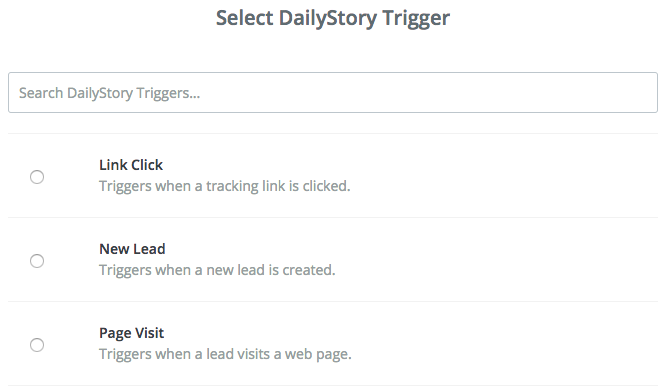 Select DailyStory Trigger
Search DailyStory Triggers...
Link Click
Triggers when a tracking link is clicked.
New Lead
Triggers when a new lead is created.
Page Visit
Triggers when a lead visits a web page.